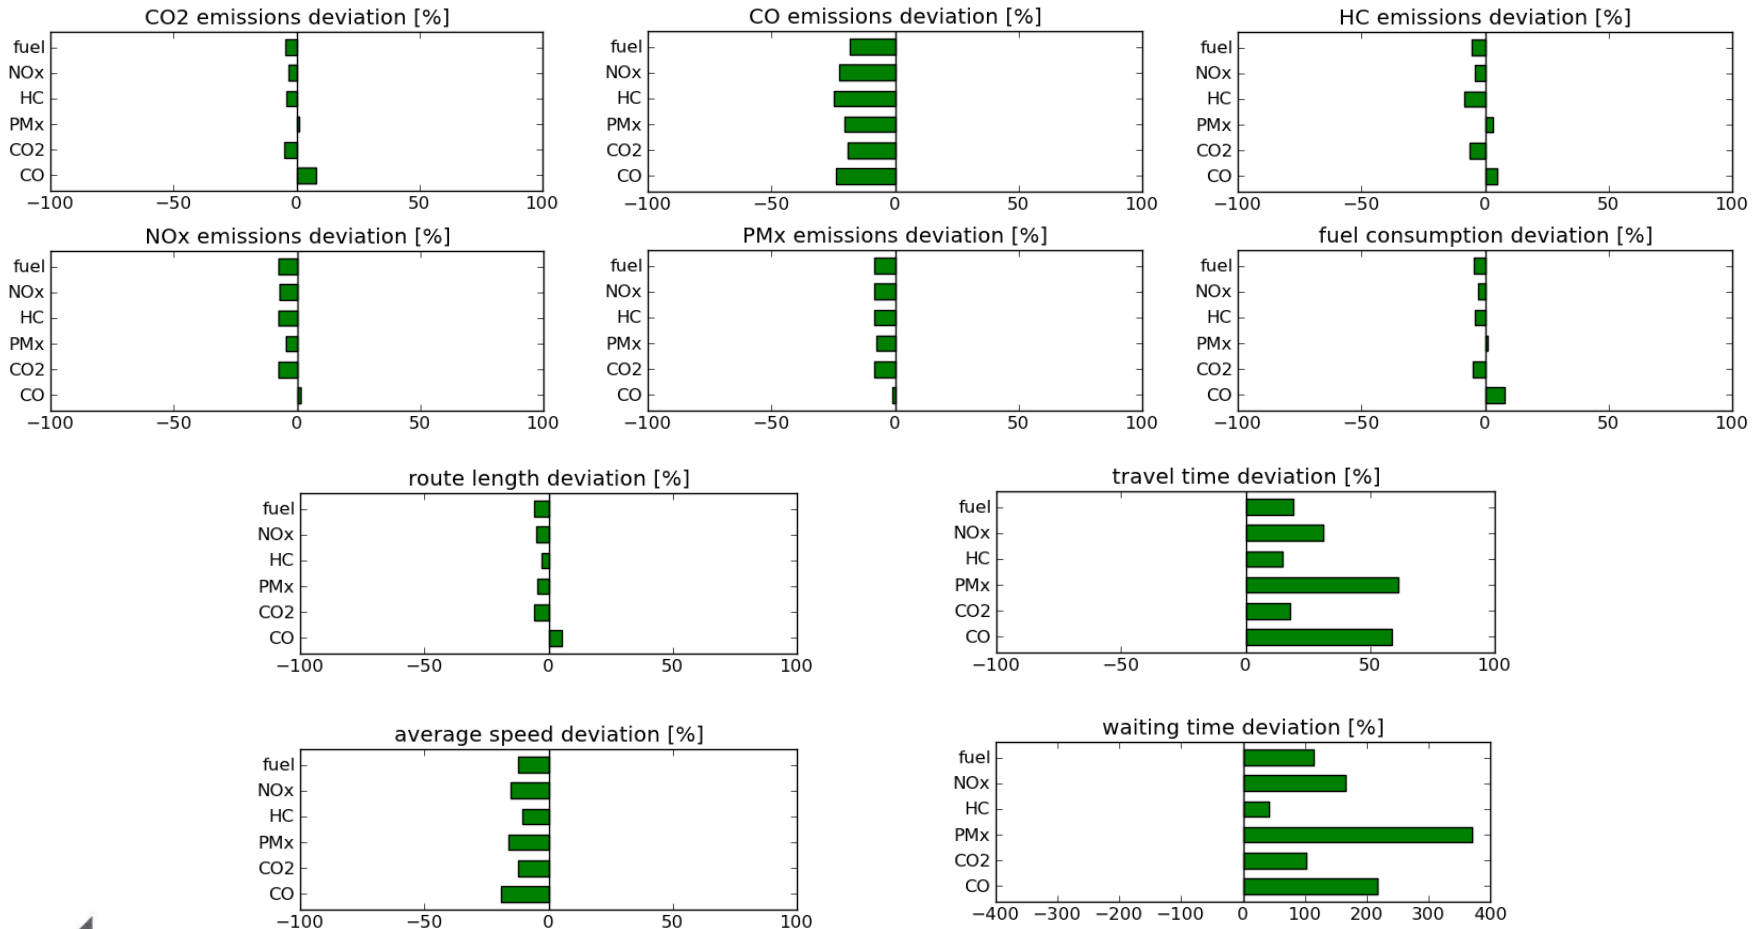 CO2 emissions deviation [%]
fuel
NOx
HC
PMx
CO2
CO
−100 −50 0 50 100
CO emissions deviation [%]
fuel
NOx
HC
PMx
CO2
CO
−100 −50 0 50 100
HC emissions deviation [%]
fuel
NOx
HC
PMx
CO2
CO
−100 −50 0 50 100
NOx emissions deviation [%]
fuel
NOx
HC
PMx
CO2
CO
−100 −50 0 50 100
PMx emissions deviation [%]
fuel
NOx
HC
PMx
CO2
CO
−100 −50 0 50 100
fuel consumption deviation [%]
fuel
NOx
HC
PMx
CO2
CO
−100 −50 0 50 100
route length deviation [%]
fuel
NOx
HC
PMx
CO2
CO
−100 −50 0 50 100
travel time deviation [%]
fuel
NOx
HC
PMx
CO2
CO
−100 −50 0 50 100
average speed deviation [%]
fuel
NOx
HC
PMx
CO2
CO
−100 −50 0 50 100
waiting time deviation [%]
fuel
NOx
HC
PMx
CO2
CO
−400 −300 −200 −100 0 100 200 300 400